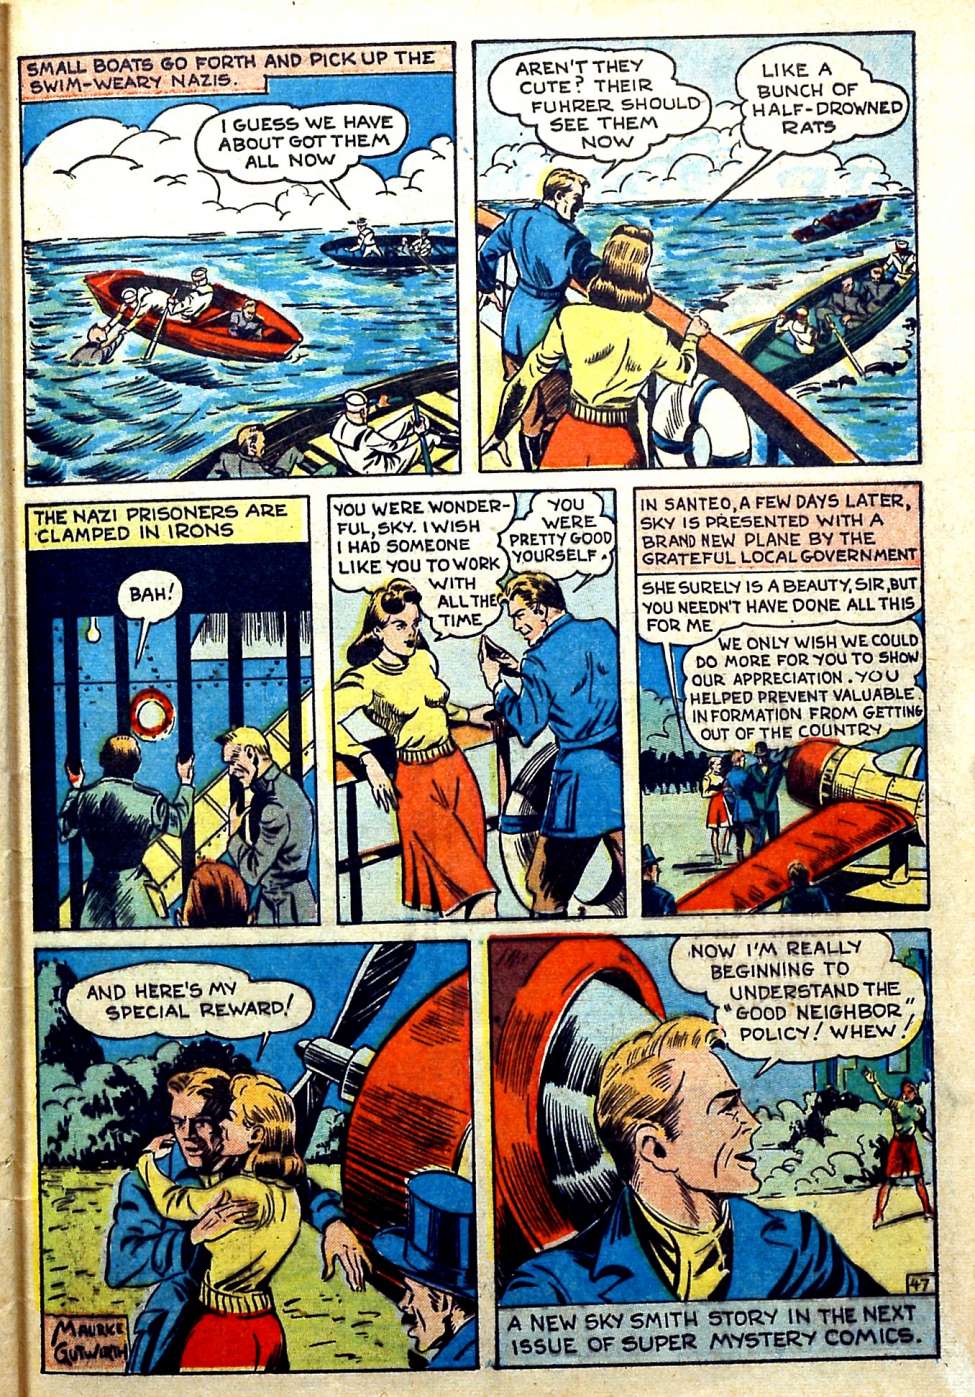 SMALL BOATS GO FORTH AND PICK UP THE
SWIM-WEARY NAZIS.
I GUESS WE HAVE
ABOUT GOT THEM
ALL NOW
AREN'T THEY
CUTE? THEIR
FUHRER SHOULD
SEE THEM
NOW
LIKE A
BUNCH OF
HALF-DROWNED
RATS
THE NAZI PRISONERS ARE
CLAMPED IN IRONS
BAH!
YOU WERE WONDER-
FUL, SKY. I WISH
I HAD SOMEONE
LIKE YOU TO WORK
WITH
ALL THE
TIME
YOU
WERE
PRETTY GOOD
YOURSELF.
IN SANTEO, A FEW DAYS LATER,
SKY IS PRESENTED WITH A
BRAND NEW PLANE BY THE
GRATEFUL LOCAL GOVERNMENT
SHE SURELY IS A BEAUTY, SIR, BUT
YOU NEEDN'T HAVE DONE ALL THIS
FOR ME
WE ONLY WISH WE COULD
DO MORE FOR YOU TO SHOW
OUR APPRECIATION. YOU
HELPED PREVENT VALUABLE
INFORMATION FROM GETTING
OUT OF THE COUNTRY
AND HERE'S MY
SPECIAL REWARD!
MAURICE
GUTWIRTH
NOW I'M REALLY
BEGINNING TO
UNDERSTAND THE
"GOOD NEIGHBOR"
POLICY! WHEW!
47
A NEW SKY SMITH STORY IN THE NEXT
ISSUE OF SUPER MYSTERY COMICS.